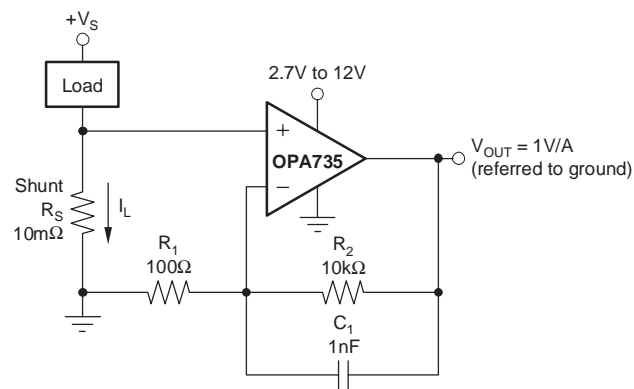 +VS
Load
2.7V to 12V
+
OPA735
−
VOUT = 1V/A
(referred to ground)
Shunt
RS
10mΩ
IL
R1
100Ω
R2
10kΩ
C1
1nF